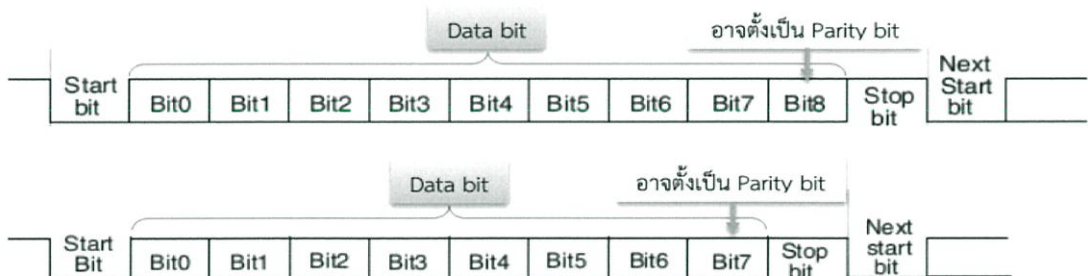 Data bit อาจตั้งเป็น Parity bit
Start bit Bit0 Bit1 Bit2 Bit3 Bit4 Bit5 Bit6 Bit7 Bit8 Stop bit Next Start bit
Data bit อาจตั้งเป็น Parity bit
Start Bit Bit0 Bit1 Bit2 Bit3 Bit4 Bit5 Bit6 Bit7 Stop bit Next start bit